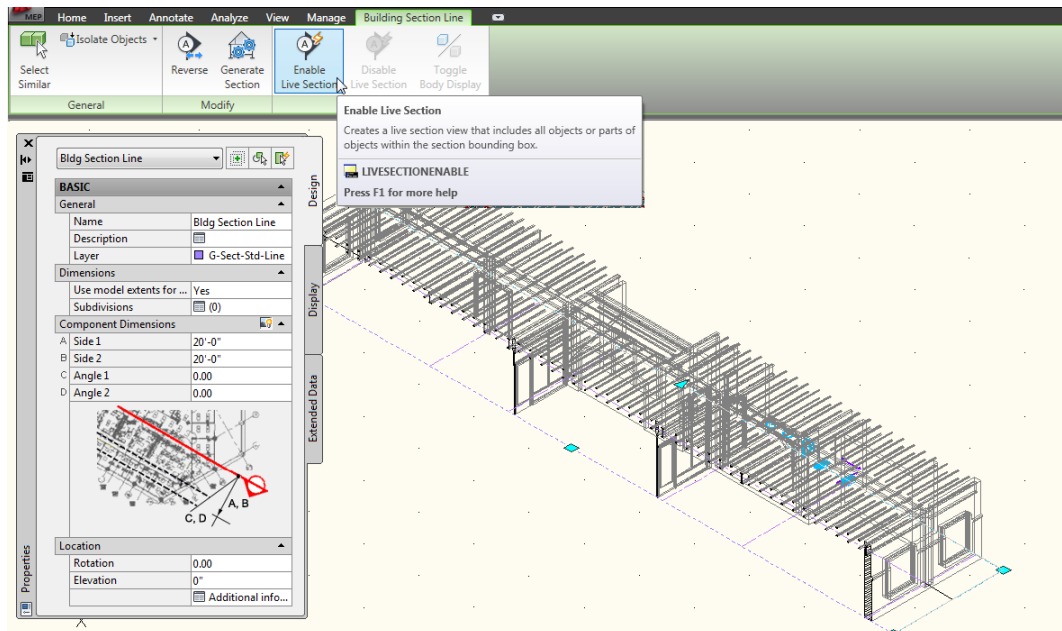 MEP Home Insert Annotate Analyze View Manage Building Section Line
Isolate Objects
Select Similar
Reverse
Generate Section
Enable Live Section
Disable Live Section
Toggle Body Display
General
Modify
Enable Live Section
Creates a live section view that includes all objects or parts of
objects within the section bounding box.
LIVESECTIONENABLE
Press F1 for more help
Bldg Section Line
BASIC
General
Name Bldg Section Line
Description
Layer G-Sect-Std-Line
Dimensions
Use model extents for ... Yes
Subdivisions (0)
Component Dimensions
A Side 1 20'-0"
B Side 2 20'-0"
C Angle 1 0.00
D Angle 2 0.00
A, B
C, D
Location
Rotation 0.00
Elevation 0"
Additional info...
Design
Display
Extended Data
Properties